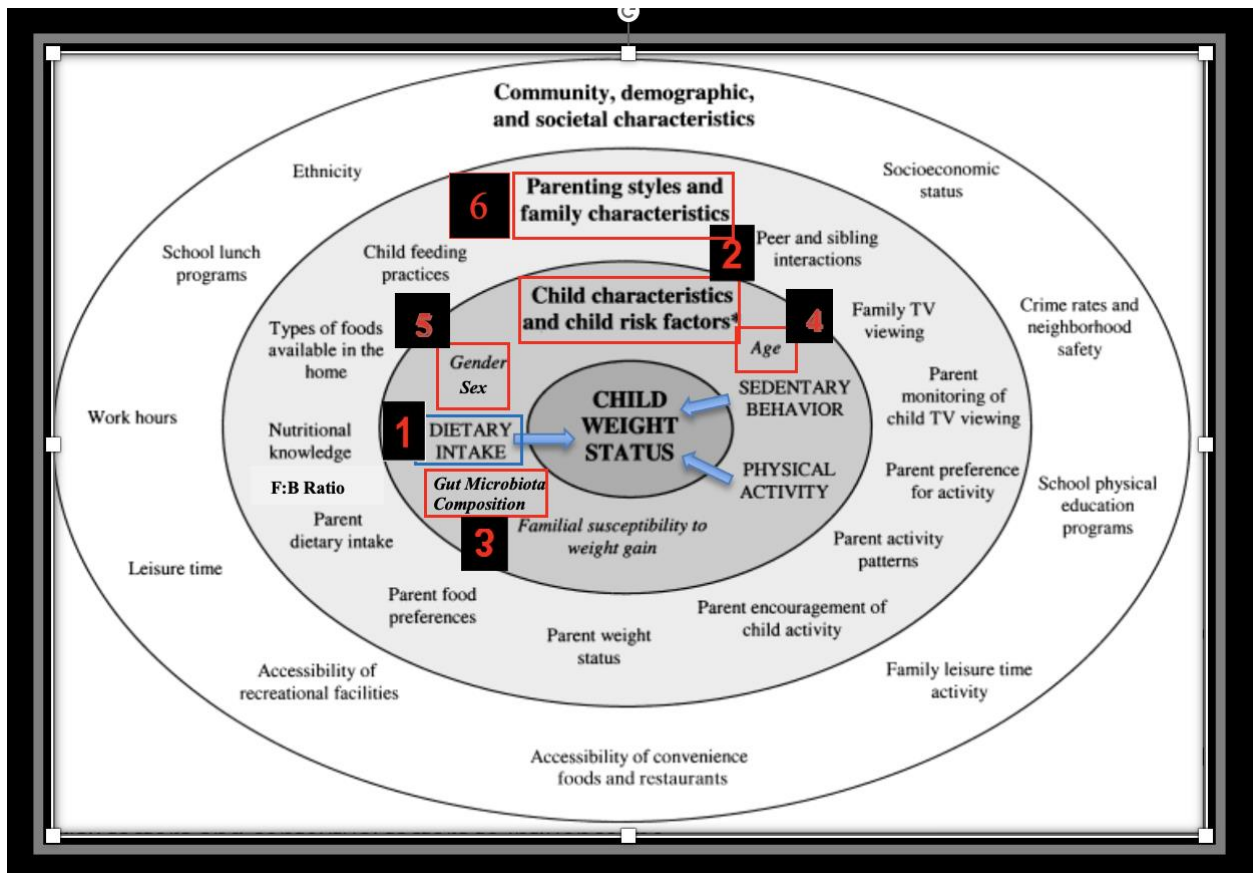 Community, demographic,
and societal characteristics
Ethnicity
Socioeconomic
status
6
Parenting styles and
family characteristics
School lunch
programs
Child feeding
practices
2
Peer and sibling
interactions
5
Child characteristics
and child risk factors*
4
Family TV
viewing
Crime rates and
neighborhood
safety
Types of foods
available in the
home
Gender
Sex
Age
Work hours
Nutritional
knowledge
1
DIETARY
INTAKE
CHILD
WEIGHT
STATUS
SEDENTARY
BEHAVIOR
Parent
monitoring of
child TV viewing
F:B Ratio
Gut Microbiota
Composition
PHYSICAL
ACTIVITY
Parent preference
for activity
School physical
education
programs
Parent
dietary intake
3
Familial susceptibility to
weight gain
Parent activity
patterns
Leisure time
Parent food
preferences
Parent weight
status
Parent encouragement of
child activity
Accessibility of
recreational facilities
Family leisure time
activity
Accessibility of convenience
foods and restaurants